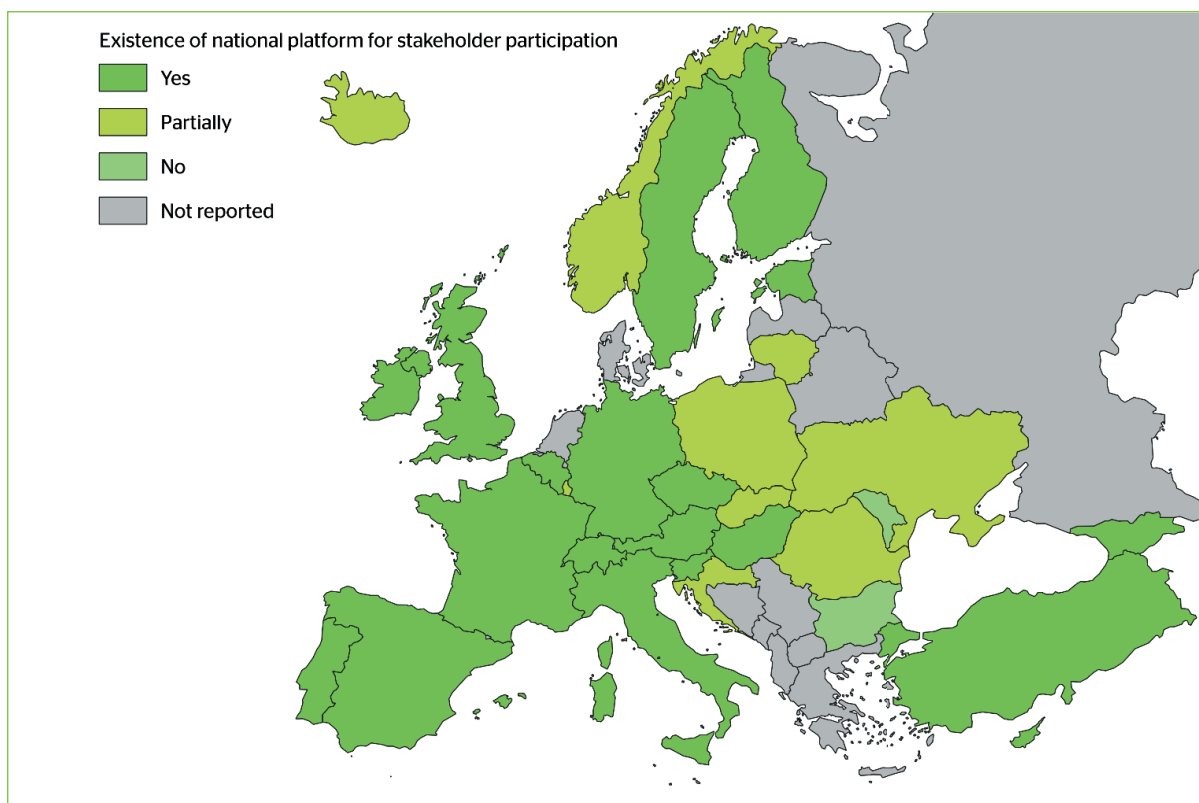 Existence of national platform for stakeholder participation
Yes
Partially
No
Not reported